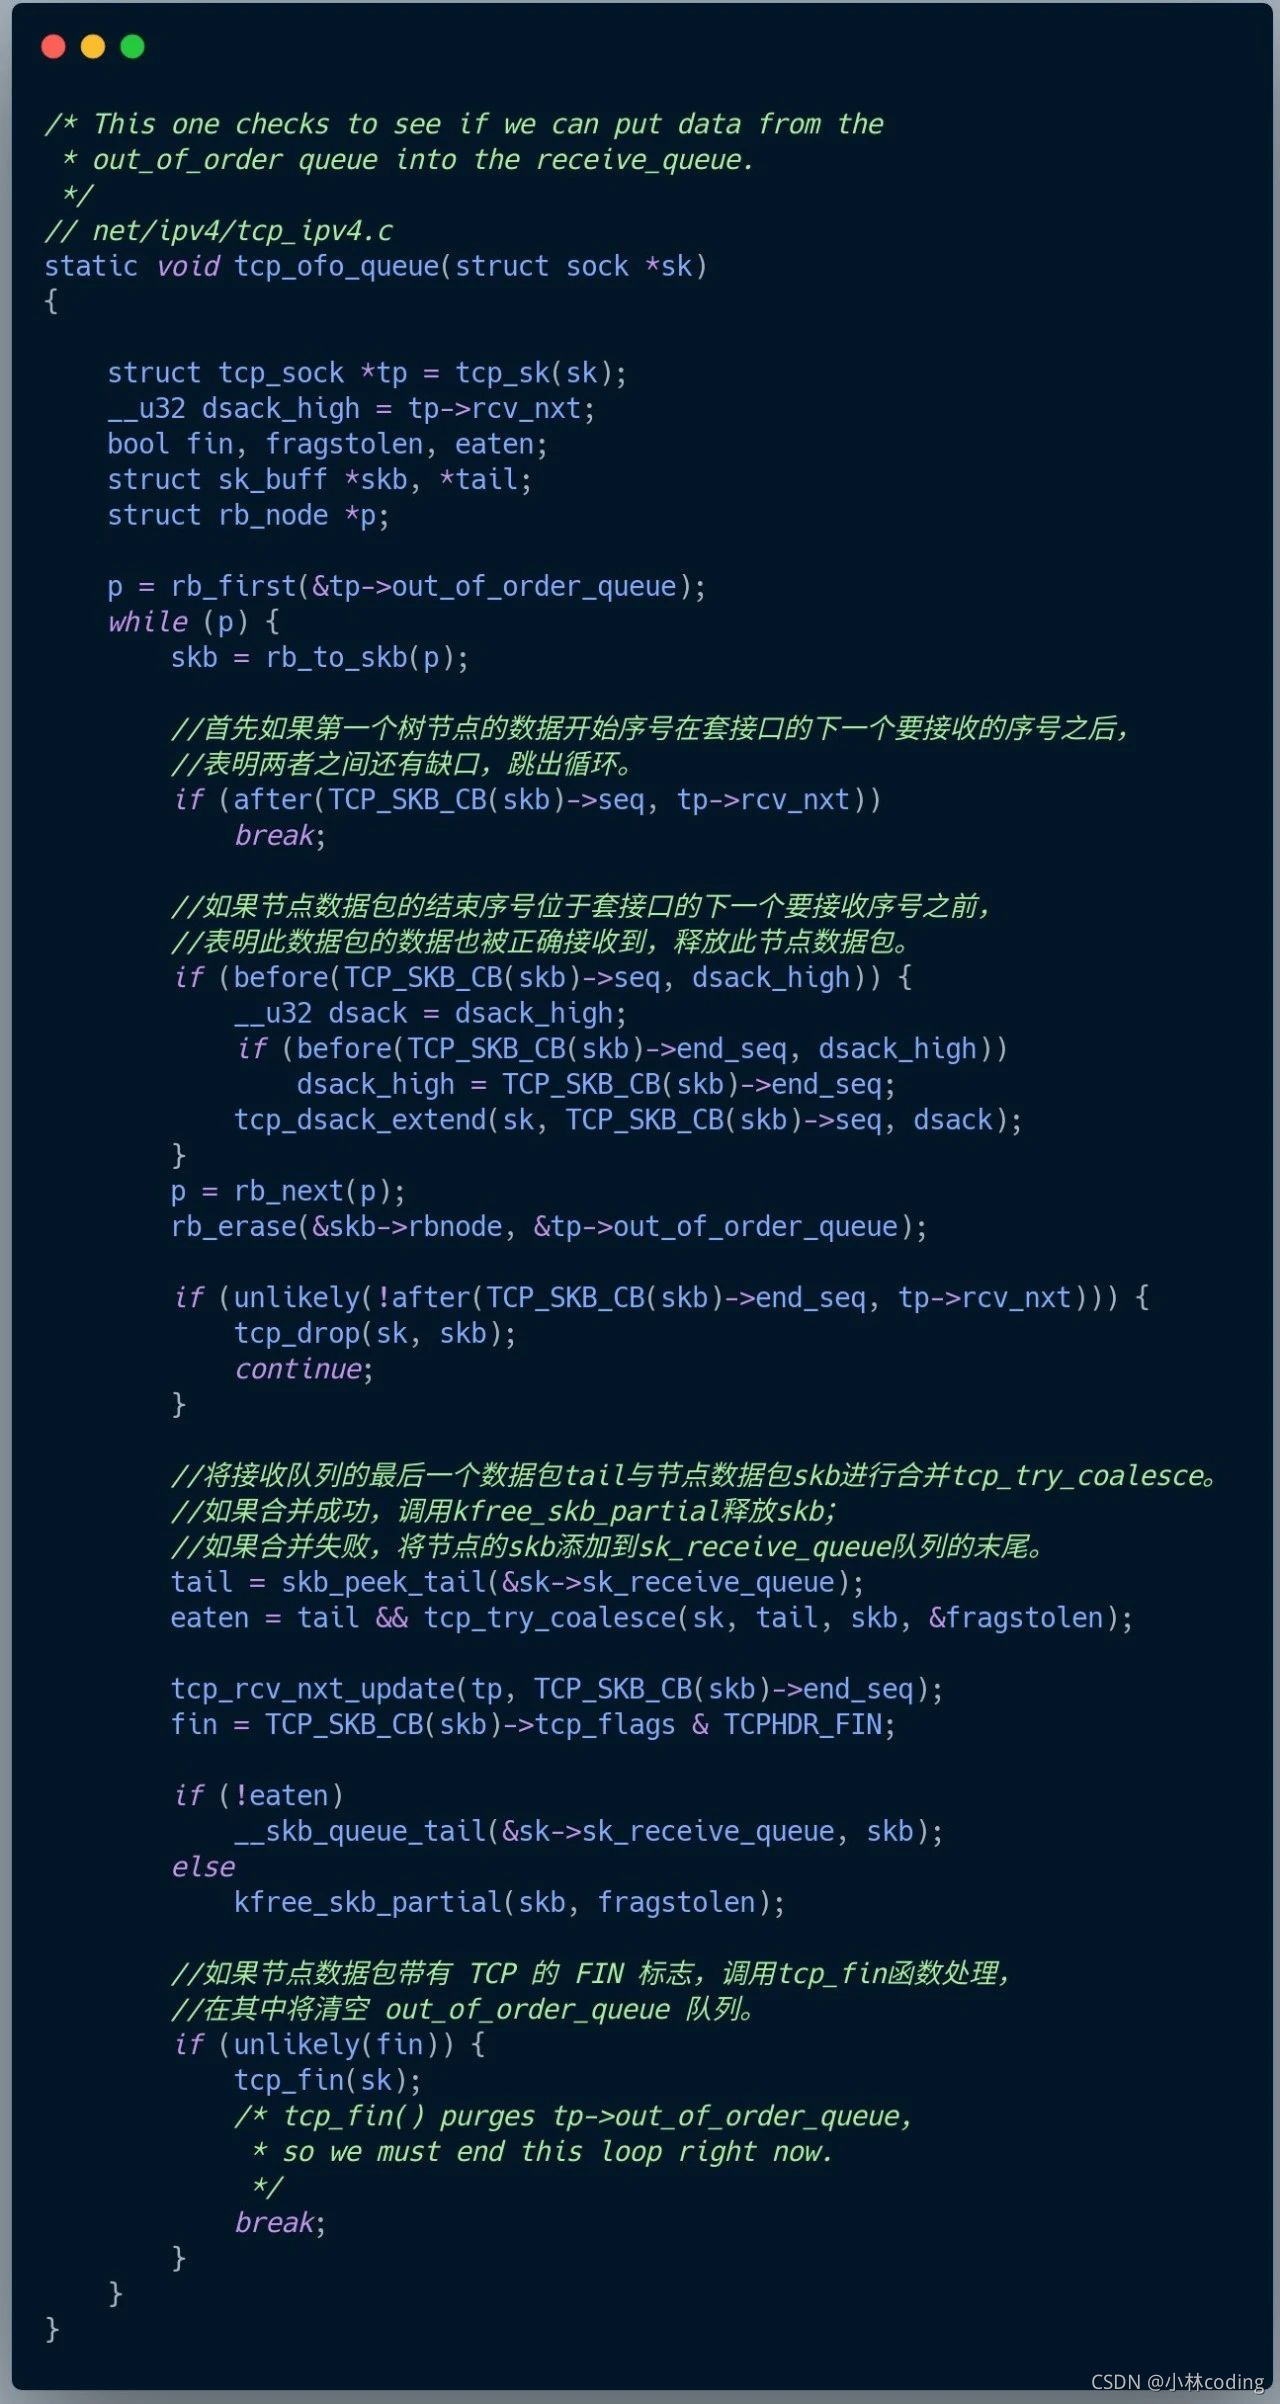 /* This one checks to see if we can put data from the
 * out_of_order queue into the receive_queue.
 */
// net/ipv4/tcp_ipv4.c
static void tcp_ofo_queue(struct sock *sk)
{
    struct tcp_sock *tp = tcp_sk(sk);
    __u32 dsack_high = tp->rcv_nxt;
    bool fin, fragstolen, eaten;
    struct sk_buff *skb, *tail;
    struct rb_node *p;
    p = rb_first(&tp->out_of_order_queue);
    while (p) {
        skb = rb_to_skb(p);
        //首先如果第一个树节点的数据开始序号在套接口的下一个要接收的序号之后，
        //表明两者之间还有缺口，跳出循环。
        if (after(TCP_SKB_CB(skb)->seq, tp->rcv_nxt))
            break;
        //如果节点数据包的结束序号位于套接口的下一个要接收序号之前，
        //表明此数据包的数据也被正确接收到，释放此节点数据包。
        if (before(TCP_SKB_CB(skb)->seq, dsack_high)) {
            __u32 dsack = dsack_high;
            if (before(TCP_SKB_CB(skb)->end_seq, dsack_high))
                dsack_high = TCP_SKB_CB(skb)->end_seq;
            tcp_dsack_extend(sk, TCP_SKB_CB(skb)->seq, dsack);
        }
        p = rb_next(p);
        rb_erase(&skb->rbnode, &tp->out_of_order_queue);
        if (unlikely(!after(TCP_SKB_CB(skb)->end_seq, tp->rcv_nxt))) {
            tcp_drop(sk, skb);
            continue;
        }
        //将接收队列的最后一个数据包tail与节点数据包skb进行合并tcp_try_coalesce。
        //如果合并成功，调用kfree_skb_partial释放skb；
        //如果合并失败，将节点的skb添加到sk_receive_queue队列的末尾。
        tail = skb_peek_tail(&sk->sk_receive_queue);
        eaten = tail && tcp_try_coalesce(sk, tail, skb, &fragstolen);
        tcp_rcv_nxt_update(tp, TCP_SKB_CB(skb)->end_seq);
        fin = TCP_SKB_CB(skb)->tcp_flags & TCPHDR_FIN;
        if (!eaten)
            __skb_queue_tail(&sk->sk_receive_queue, skb);
        else
            kfree_skb_partial(skb, fragstolen);
        //如果节点数据包带有 TCP 的 FIN 标志，调用tcp_fin函数处理，
        //在其中将清空 out_of_order_queue 队列。
        if (unlikely(fin)) {
            tcp_fin(sk);
            /* tcp_fin() purges tp->out_of_order_queue,
             * so we must end this loop right now.
             */
            break;
        }
    }
}
CSDN @小林coding